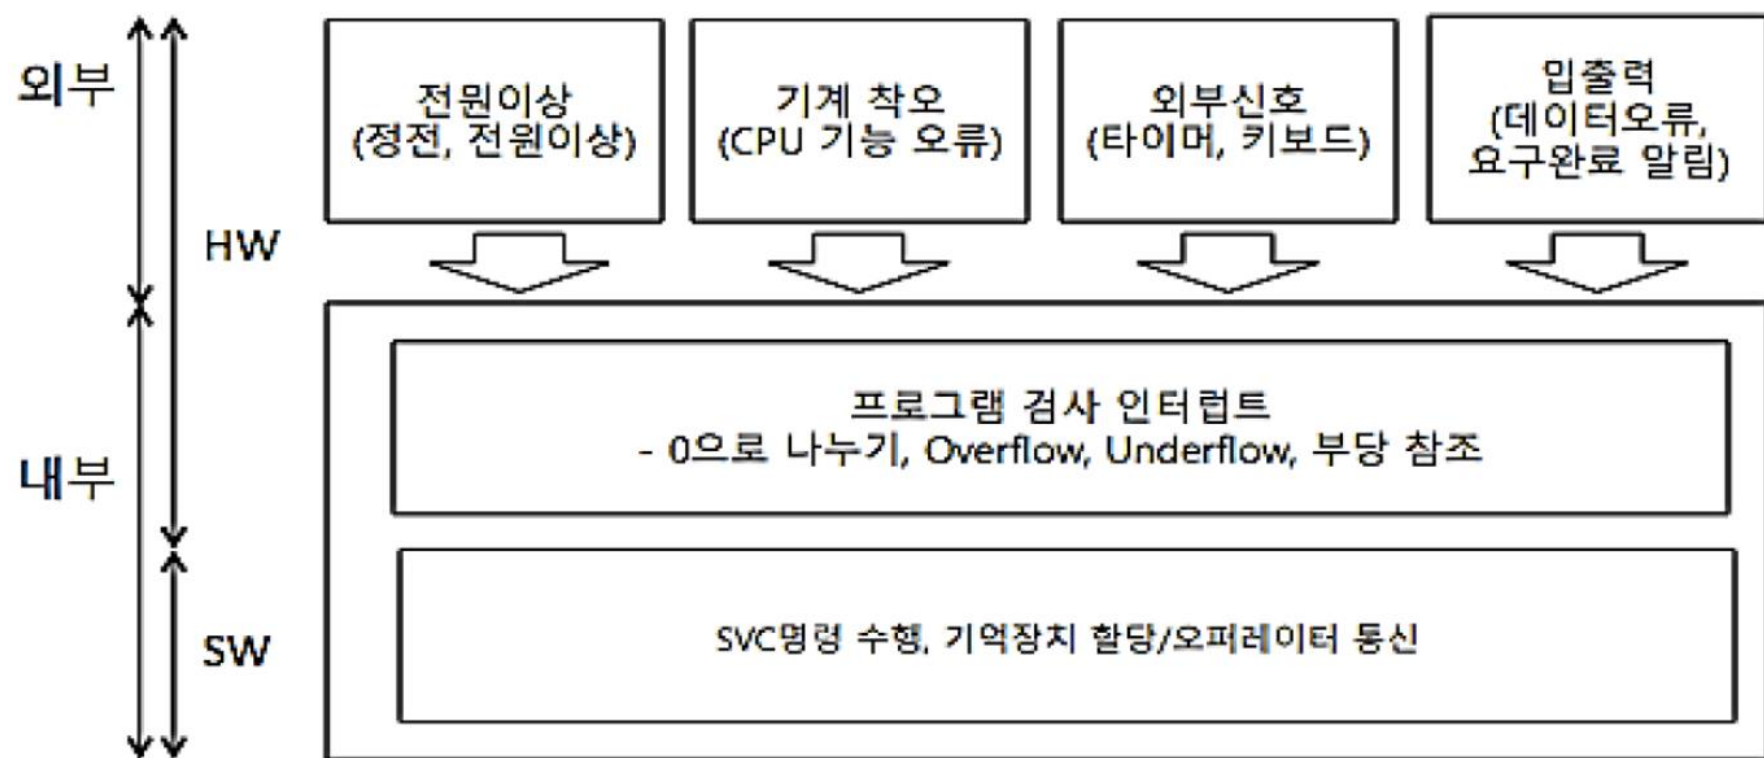 외부
HW
내부
SW
전원이상
(정전, 전원이상)
기계 착오
(CPU 기능 오류)
외부신호
(타이머, 키보드)
입출력
(데이터오류,
요구완료 알림)
프로그램 검사 인터럽트
- 0으로 나누기, Overflow, Underflow, 부당 참조
SVC명령 수행, 기억장치 할당/오퍼레이터 통신